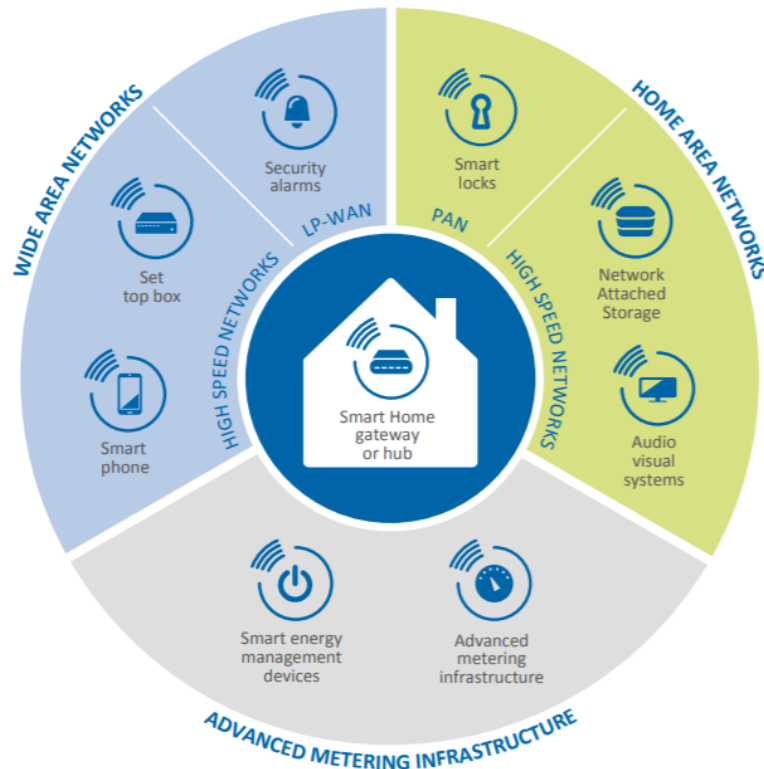 WIDE AREA NETWORKS
HOME AREA NETWORKS
Security
alarms
Smart
locks
LP-WAN
PAN
Set
top box
Network
Attached
Storage
HIGH SPEED NETWORKS
HIGH SPEED NETWORKS
Smart Home
gateway
or hub
Smart
phone
Audio
visual
systems
Smart energy
management
devices
Advanced
metering
infrastructure
ADVANCED METERING INFRASTRUCTURE